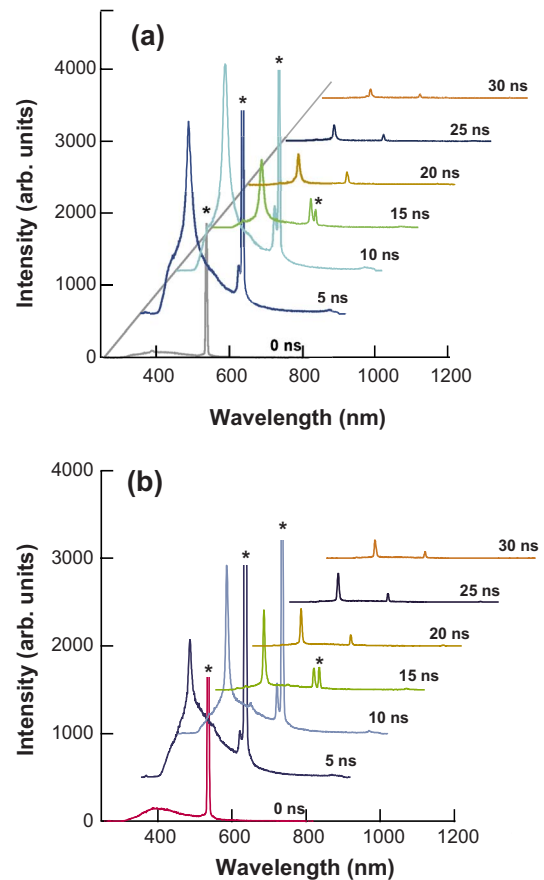 (a)
Intensity (arb. units)
4000
3000
2000
1000
0
*
*
*
*
30 ns
25 ns
20 ns
15 ns
10 ns
5 ns
0 ns
400 600 800 1000 1200
Wavelength (nm)
(b)
Intensity (arb. units)
4000
3000
2000
1000
0
*
*
*
*
30 ns
25 ns
20 ns
15 ns
10 ns
5 ns
0 ns
400 600 800 1000 1200
Wavelength (nm)